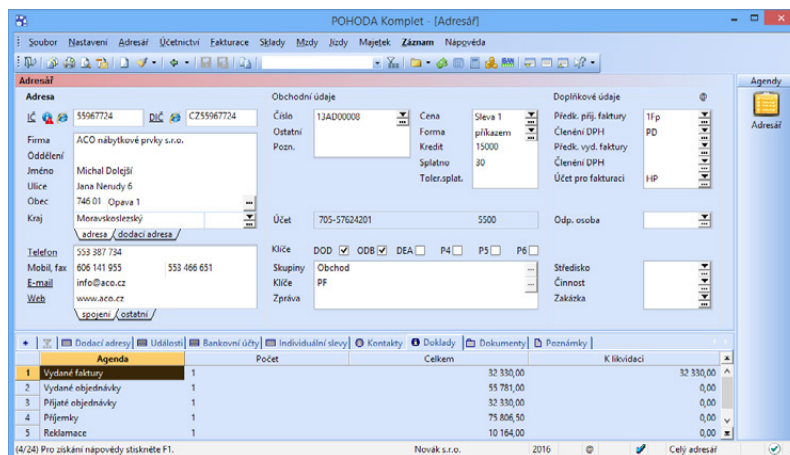 POHODA Komplet - [Adresář]
Soubor Nastavení Adresář Účetnictví Fakturace Sklady Mzdy Jízdy Majetek Záznam Nápověda
Adresář Agendy
Adresa Obchodní údaje Doplňkové údaje @
IČ 55967724 DIČ CZ55967724 Číslo 13AD00008 Cena Sleva 1 Předk. přij. faktury 1Fp Adresář
Firma ACO nábytkové prvky s.r.o. Ostatní Forma příkazem Členění DPH PD
Oddělení Pozn. Kredit 15000 Předk. vyd. faktury
Jméno Michal Dolejší Splatno 30 Členění DPH
Ulice Jana Nerudy 6 Toler.splat. Účet pro fakturaci HP
Obec 746 01 Opava 1
Kraj Moravskoslezský Účet 705-57624201 5500 Odp. osoba
adresa dodací adresa
Telefon 553 387 734 Klíče DOD ODB DEA P4 P5 P6
Mobil, fax 606 141 955 553 466 651 Skupiny Obchod Středisko
E-mail info@aco.cz Klíče PF Činnost
Web www.aco.cz Zpráva Zakázka
spojení ostatní
Dodací adresy Události Bankovní účty Individuální slevy Kontakty Doklady Dokumenty Poznámky
Agenda Počet Celkem K likvidaci
1 Vydané faktury 1 32 330,00 32 330,00
2 Vydané objednávky 1 55 781,00 0,00
3 Přijaté objednávky 1 32 330,00 0,00
4 Příjemky 1 75 806,50 0,00
5 Reklamace 1 10 164,00 0,00
(4/24) Pro získání nápovědy stiskněte F1. Novák s.r.o. 2016 @ Celý adresář